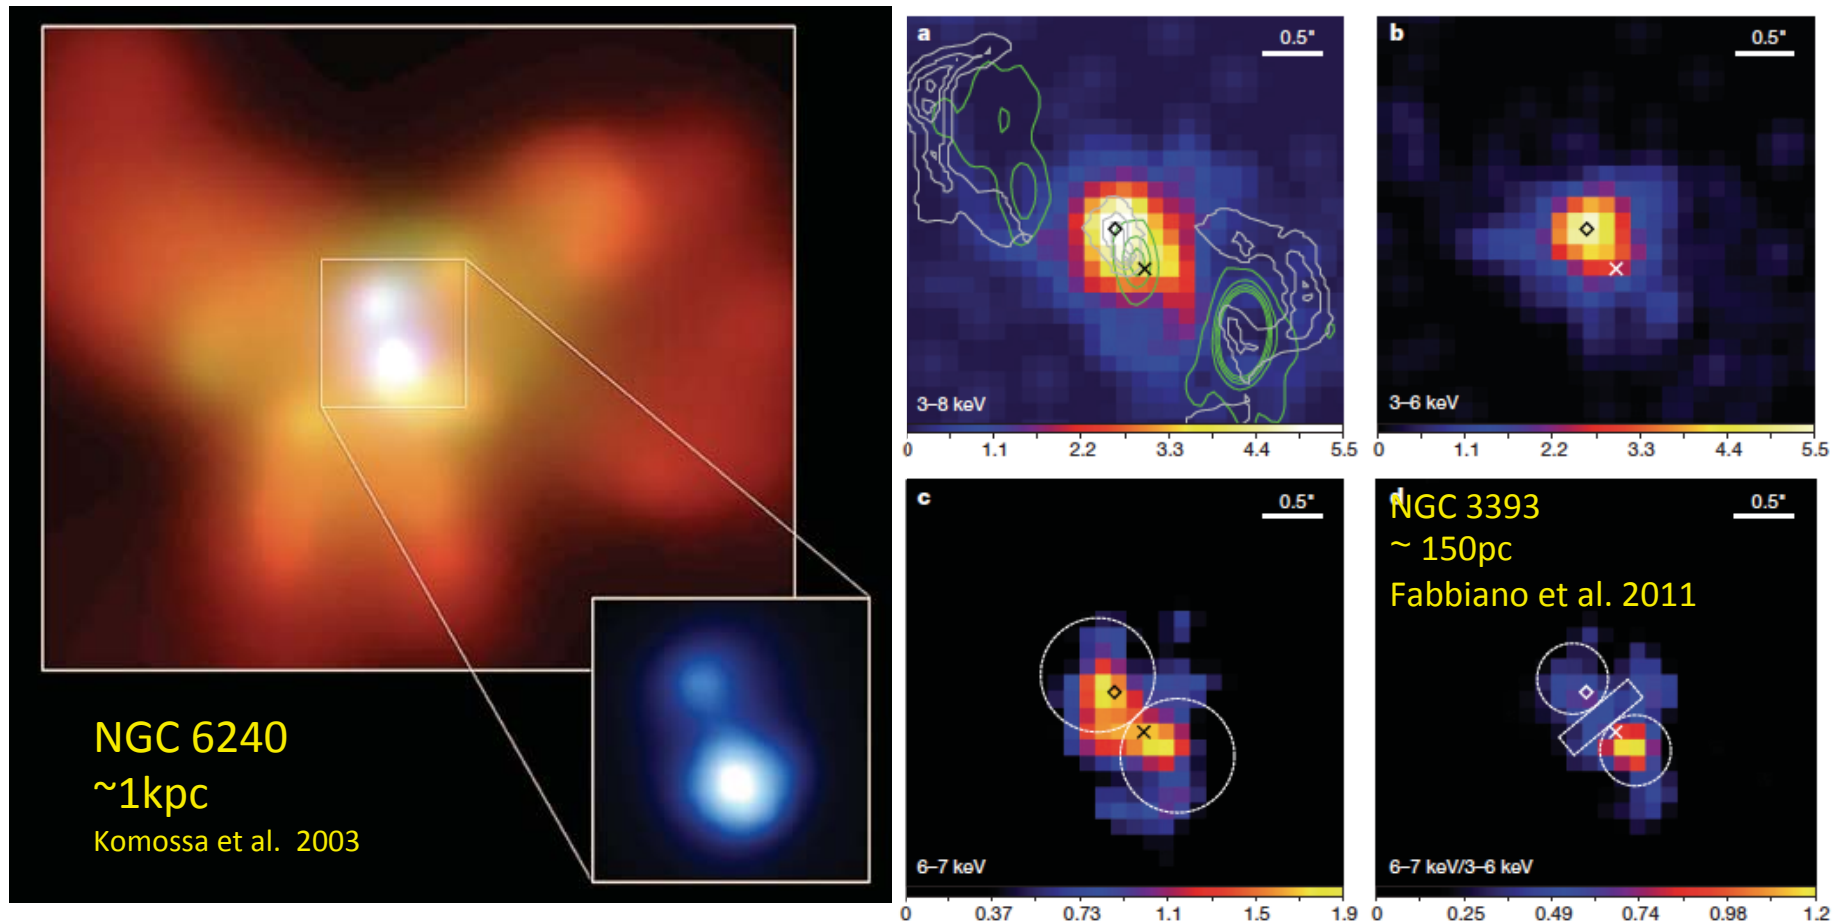 NGC 6240
~1kpc
Komossa et al. 2003
a
0.5"
3–8 keV
0 1.1 2.2 3.3 4.4 5.5
b
0.5"
3–6 keV
0 1.1 2.2 3.3 4.4 5.5
c
0.5"
6–7 keV
0 0.37 0.73 1.1 1.5 1.9
d
0.5"
NGC 3393
~ 150pc
Fabbiano et al. 2011
6–7 keV/3–6 keV
0 0.25 0.49 0.74 0.98 1.2